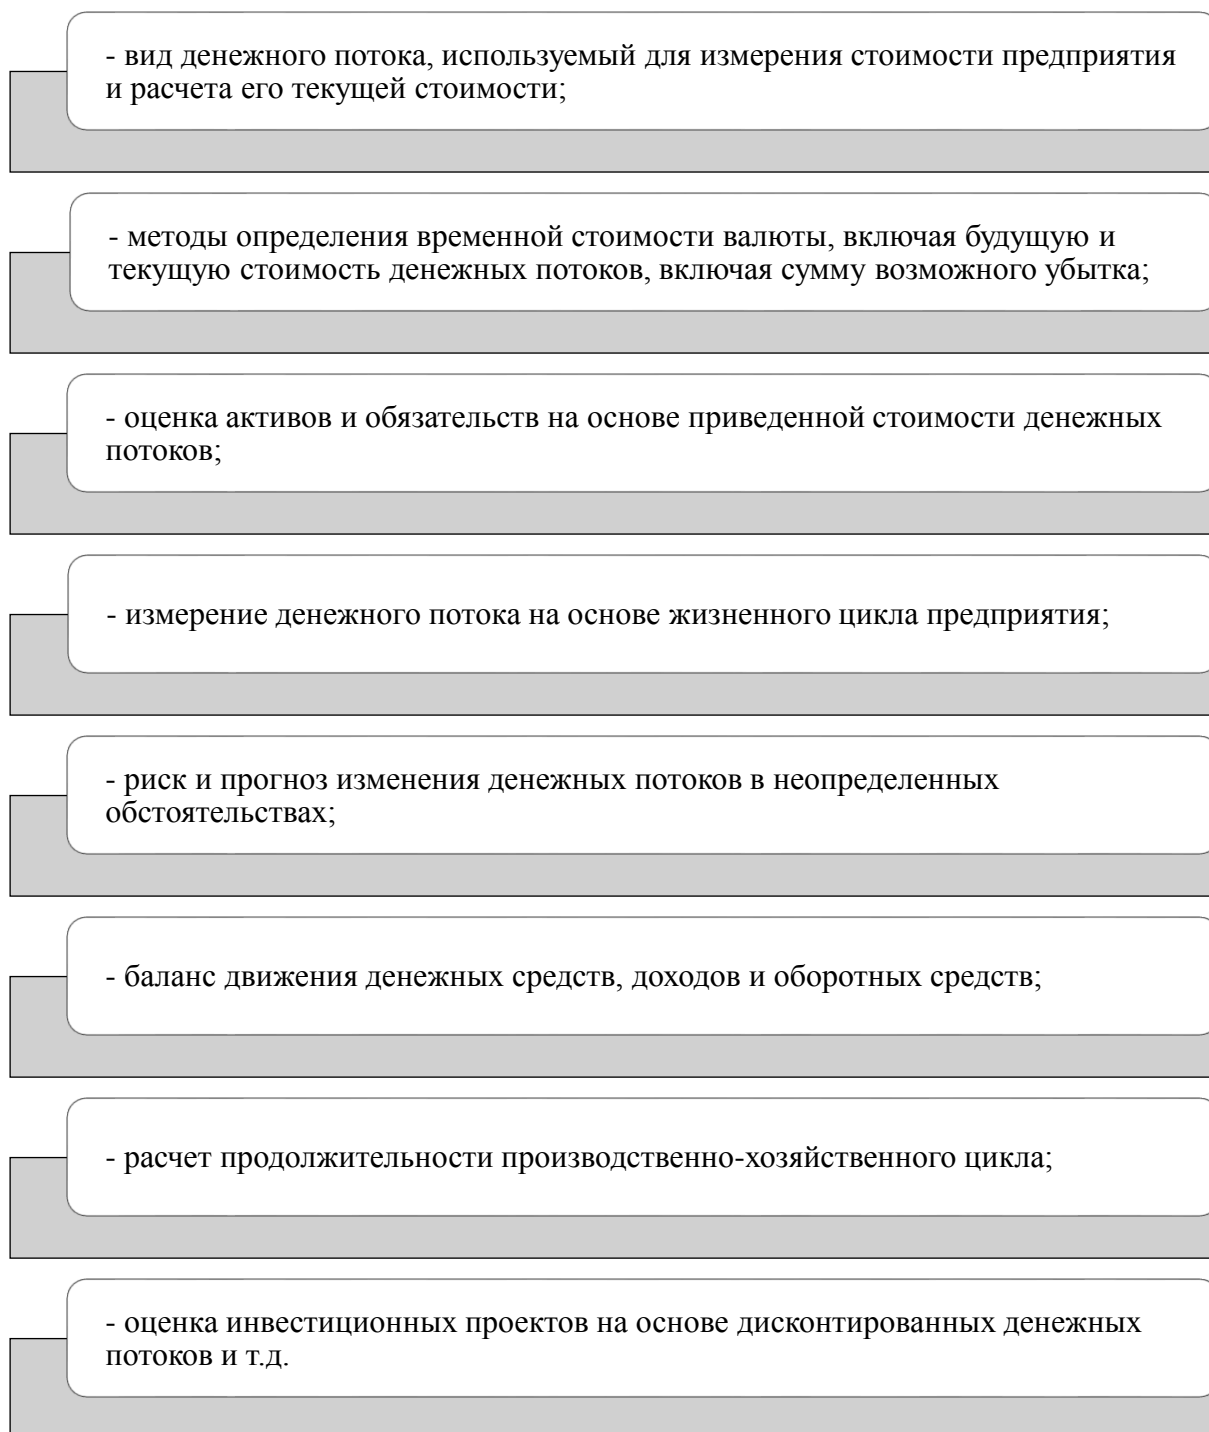 - вид денежного потока, используемый для измерения стоимости предприятия
и расчета его текущей стоимости;
- методы определения временной стоимости валюты, включая будущую и
текущую стоимость денежных потоков, включая сумму возможного убытка;
- оценка активов и обязательств на основе приведенной стоимости денежных
потоков;
- измерение денежного потока на основе жизненного цикла предприятия;
- риск и прогноз изменения денежных потоков в неопределенных
обстоятельствах;
- баланс движения денежных средств, доходов и оборотных средств;
- расчет продолжительности производственно-хозяйственного цикла;
- оценка инвестиционных проектов на основе дисконтированных денежных
потоков и т.д.